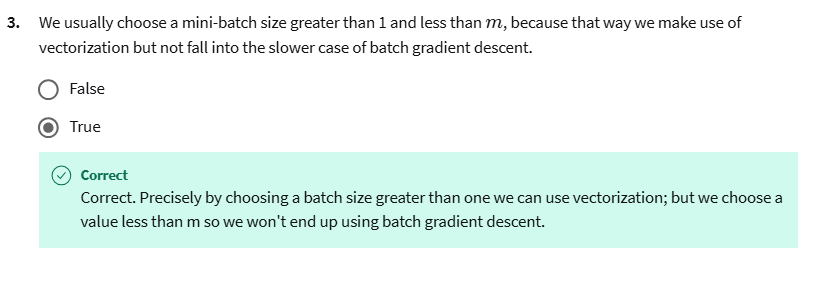 3. We usually choose a mini-batch size greater than 1 and less than m, because that way we make use of
vectorization but not fall into the slower case of batch gradient descent.
False
True
Correct
Correct. Precisely by choosing a batch size greater than one we can use vectorization; but we choose a
value less than m so we won't end up using batch gradient descent.